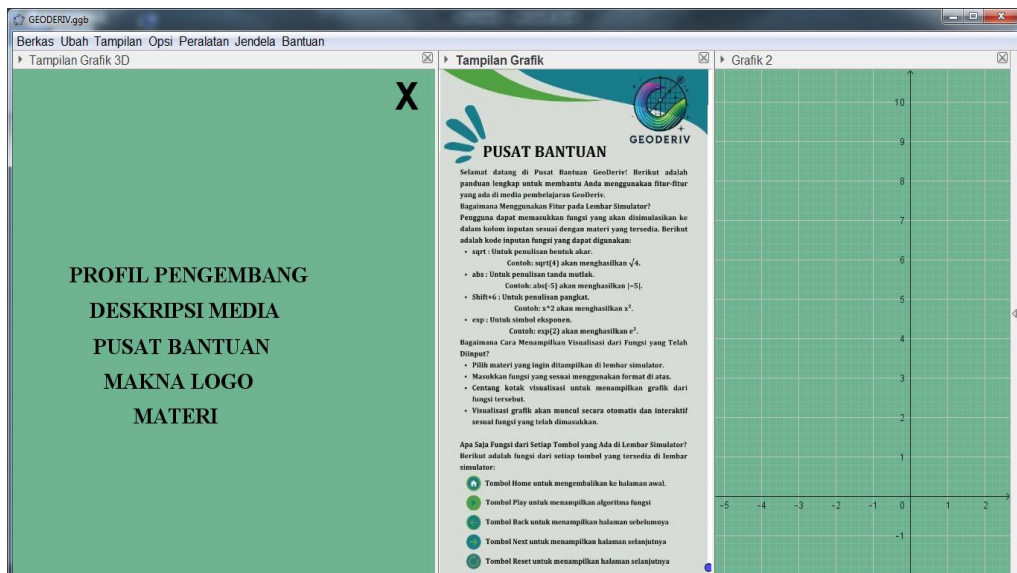 GEODERIV.ggb
Berkas Ubah Tampilan Opsi Peralatan Jendela Bantuan
Tampilan Grafik 3D
X
PROFIL PENGEMBANG
DESKRIPSI MEDIA
PUSAT BANTUAN
MAKNA LOGO
MATERI
Tampilan Grafik
GEODERIV
PUSAT BANTUAN
Selamat datang di Pusat Bantuan GeoDeriv! Berikut adalah
panduan lengkap untuk membantu Anda menggunakan fitur-fitur
yang ada di media pembelajaran GeoDeriv.
Bagaimana Menggunakan Fitur pada Lembar Simulator?
Pengguna dapat memasukkan fungsi yang akan disimulasikan ke
dalam kolom inputan sesuai dengan materi yang tersedia. Berikut
adalah kode inputan fungsi yang dapat digunakan:
• sqrt : Untuk penulisan bentuk akar.
Contoh: sqrt(4) akan menghasilkan √4.
• abs : Untuk penulisan tanda mutlak.
Contoh: abs(-5) akan menghasilkan |−5|.
• Shift+6 : Untuk penulisan pangkat.
Contoh: x^2 akan menghasilkan x².
• exp : Untuk simbol eksponen.
Contoh: exp(2) akan menghasilkan e².
Bagaimana Cara Menampilkan Visualisasi dari Fungsi yang Telah
Diinput?
• Pilih materi yang ingin ditampilkan di lembar simulator.
• Masukkan fungsi yang sesuai menggunakan format di atas.
• Centang kotak visualisasi untuk menampilkan grafik dari
fungsi tersebut.
• Visualisasi grafik akan muncul secara otomatis dan interaktif
sesuai fungsi yang telah dimasukkan.
Apa Saja Fungsi dari Setiap Tombol yang Ada di Lembar Simulator?
Berikut adalah fungsi dari setiap tombol yang tersedia di lembar
simulator:
Tombol Home untuk mengembalikan ke halaman awal.
Tombol Play untuk menampilkan algoritma fungsi
Tombol Back untuk menampilkan halaman sebelumnya
Tombol Next untuk menampilkan halaman selanjutnya
Tombol Reset untuk menampilkan halaman selanjutnya
Grafik 2
10
9
8
7
6
5
4
3
2
1
-5 -4 -3 -2 -1 0 1 2
-1